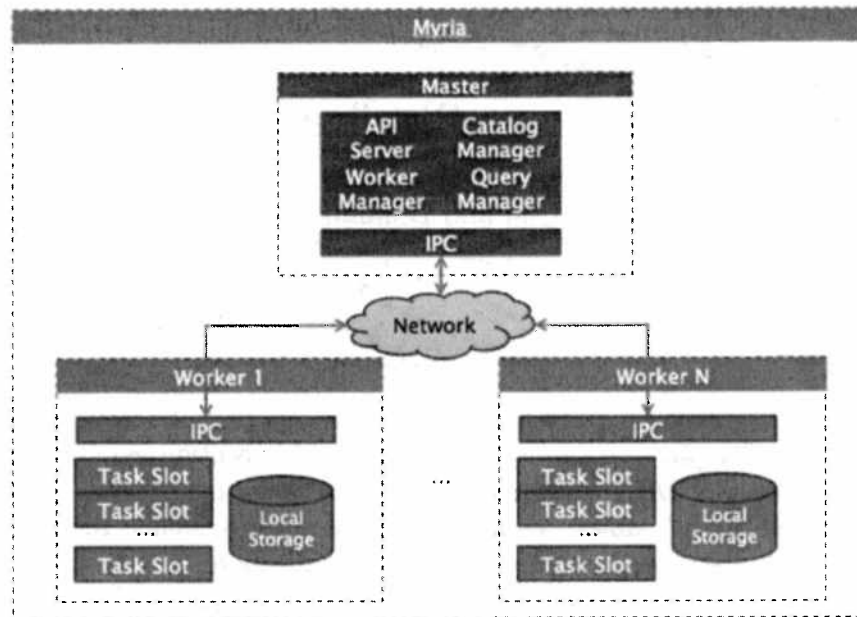 Myria
Master
API Catalog
Server Manager
Worker Query
Manager Manager
IPC
Network
Worker 1
IPC
Task Slot
Task Slot
...
Task Slot
Local
Storage
...
Worker N
IPC
Task Slot
Task Slot
...
Task Slot
Local
Storage